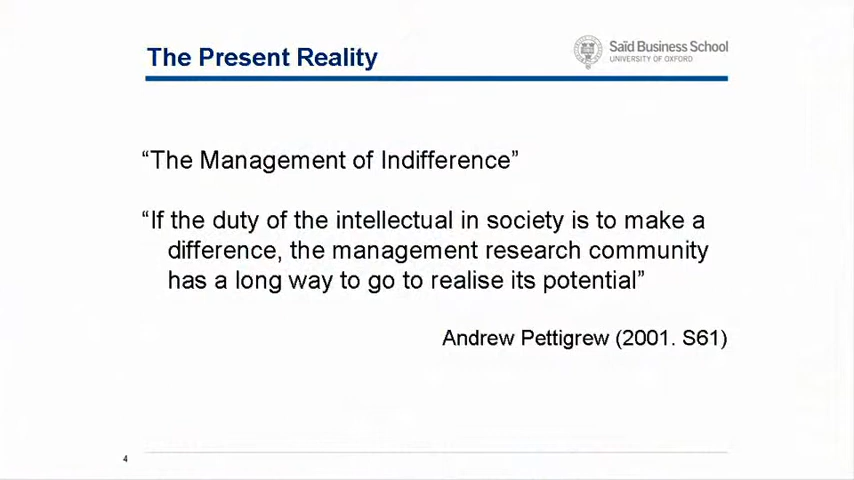 The Present Reality
Saïd Business School
UNIVERSITY OF OXFORD
“The Management of Indifference”
“If the duty of the intellectual in society is to make a
difference, the management research community
has a long way to go to realise its potential”
Andrew Pettigrew (2001. S61)
4